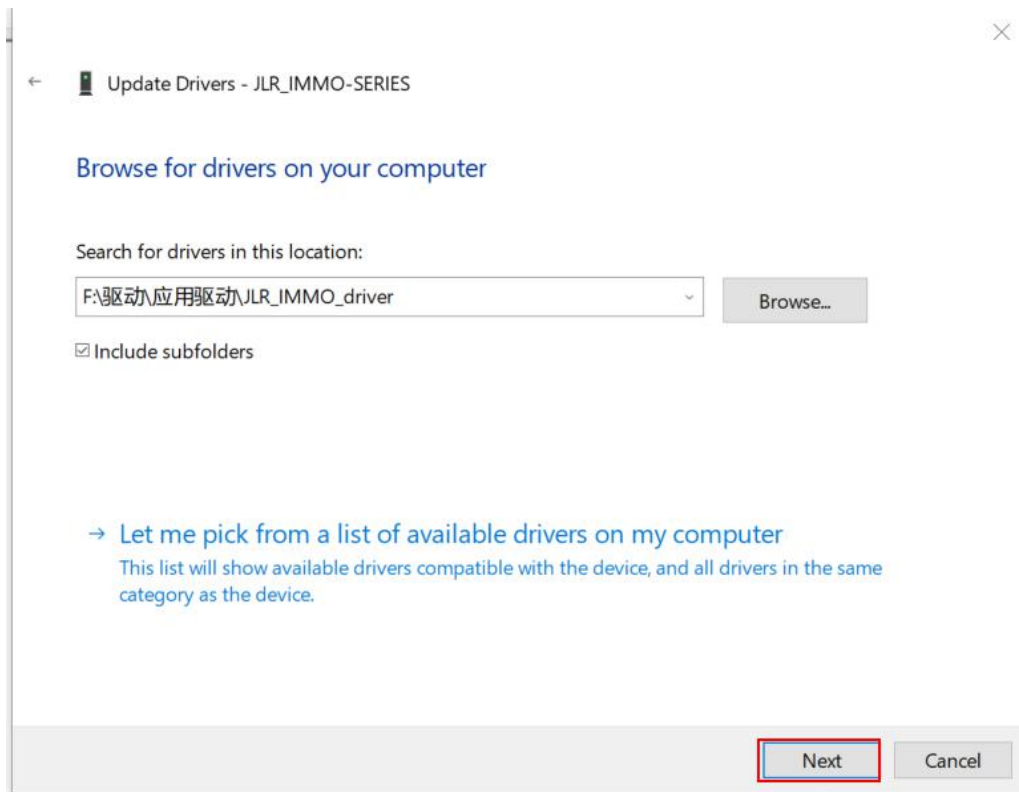 Update Drivers - JLR_IMMO-SERIES
Browse for drivers on your computer
Search for drivers in this location:
F:\驱动\应用驱动\JLR_IMMO_driver
Browse...
Include subfolders
Let me pick from a list of available drivers on my computer
This list will show available drivers compatible with the device, and all drivers in the same
category as the device.
Next
Cancel